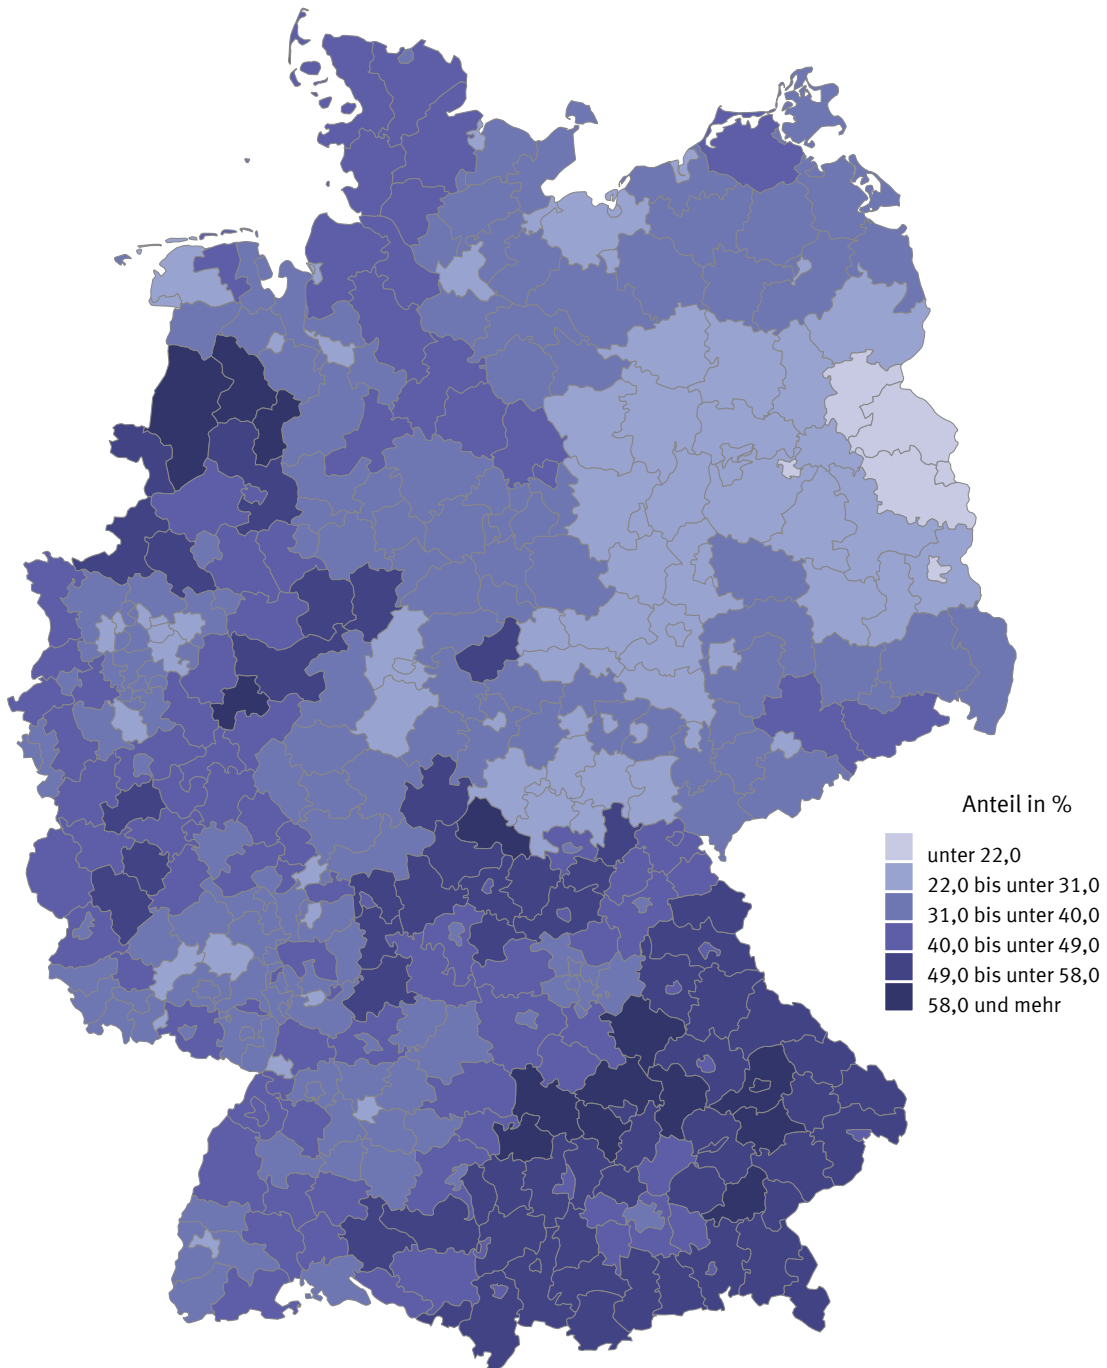 Anteil in %
unter 22,0
22,0 bis unter 31,0
31,0 bis unter 40,0
40,0 bis unter 49,0
49,0 bis unter 58,0
58,0 und mehr